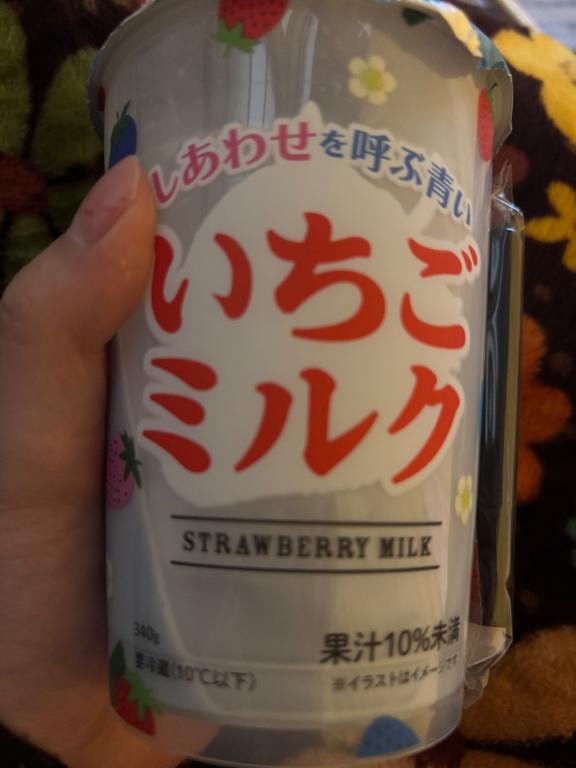 しあわせを呼ぶ青い
いちご
ミルク
STRAWBERRY MILK
340g
要冷蔵(10℃以下)
果汁10%未満
※イラストはイメージです